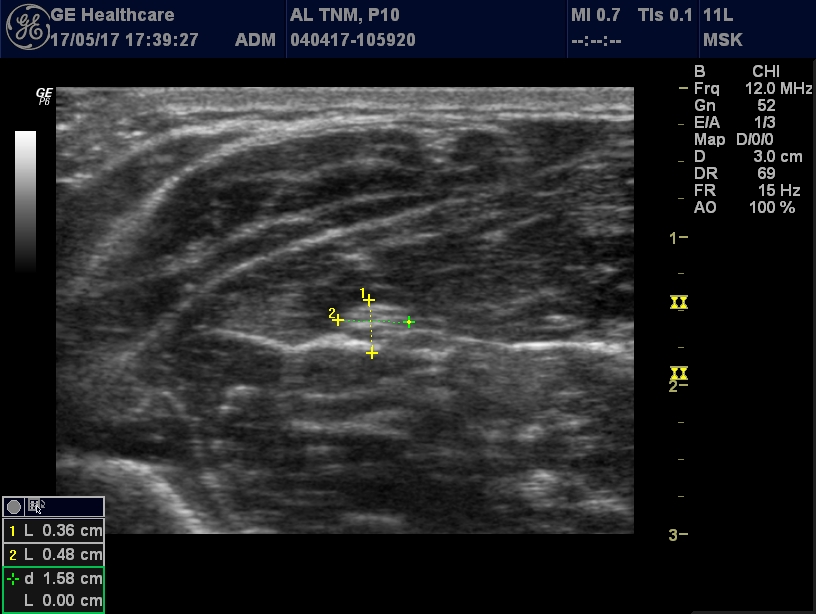 GE Healthcare AL TNM, P10 MI 0.7 TIs 0.1 11L
17/05/17 17:39:27 ADM 040417-105920 --:--:-- MSK
GE
P6
B CHI
Frq 12.0 MHz
Gn 52
E/A 1/3
Map D/0/0
D 3.0 cm
DR 69
FR 15 Hz
AO 100 %
1
1
2
2
3
1 L 0.36 cm
2 L 0.48 cm
d 1.58 cm
L 0.00 cm